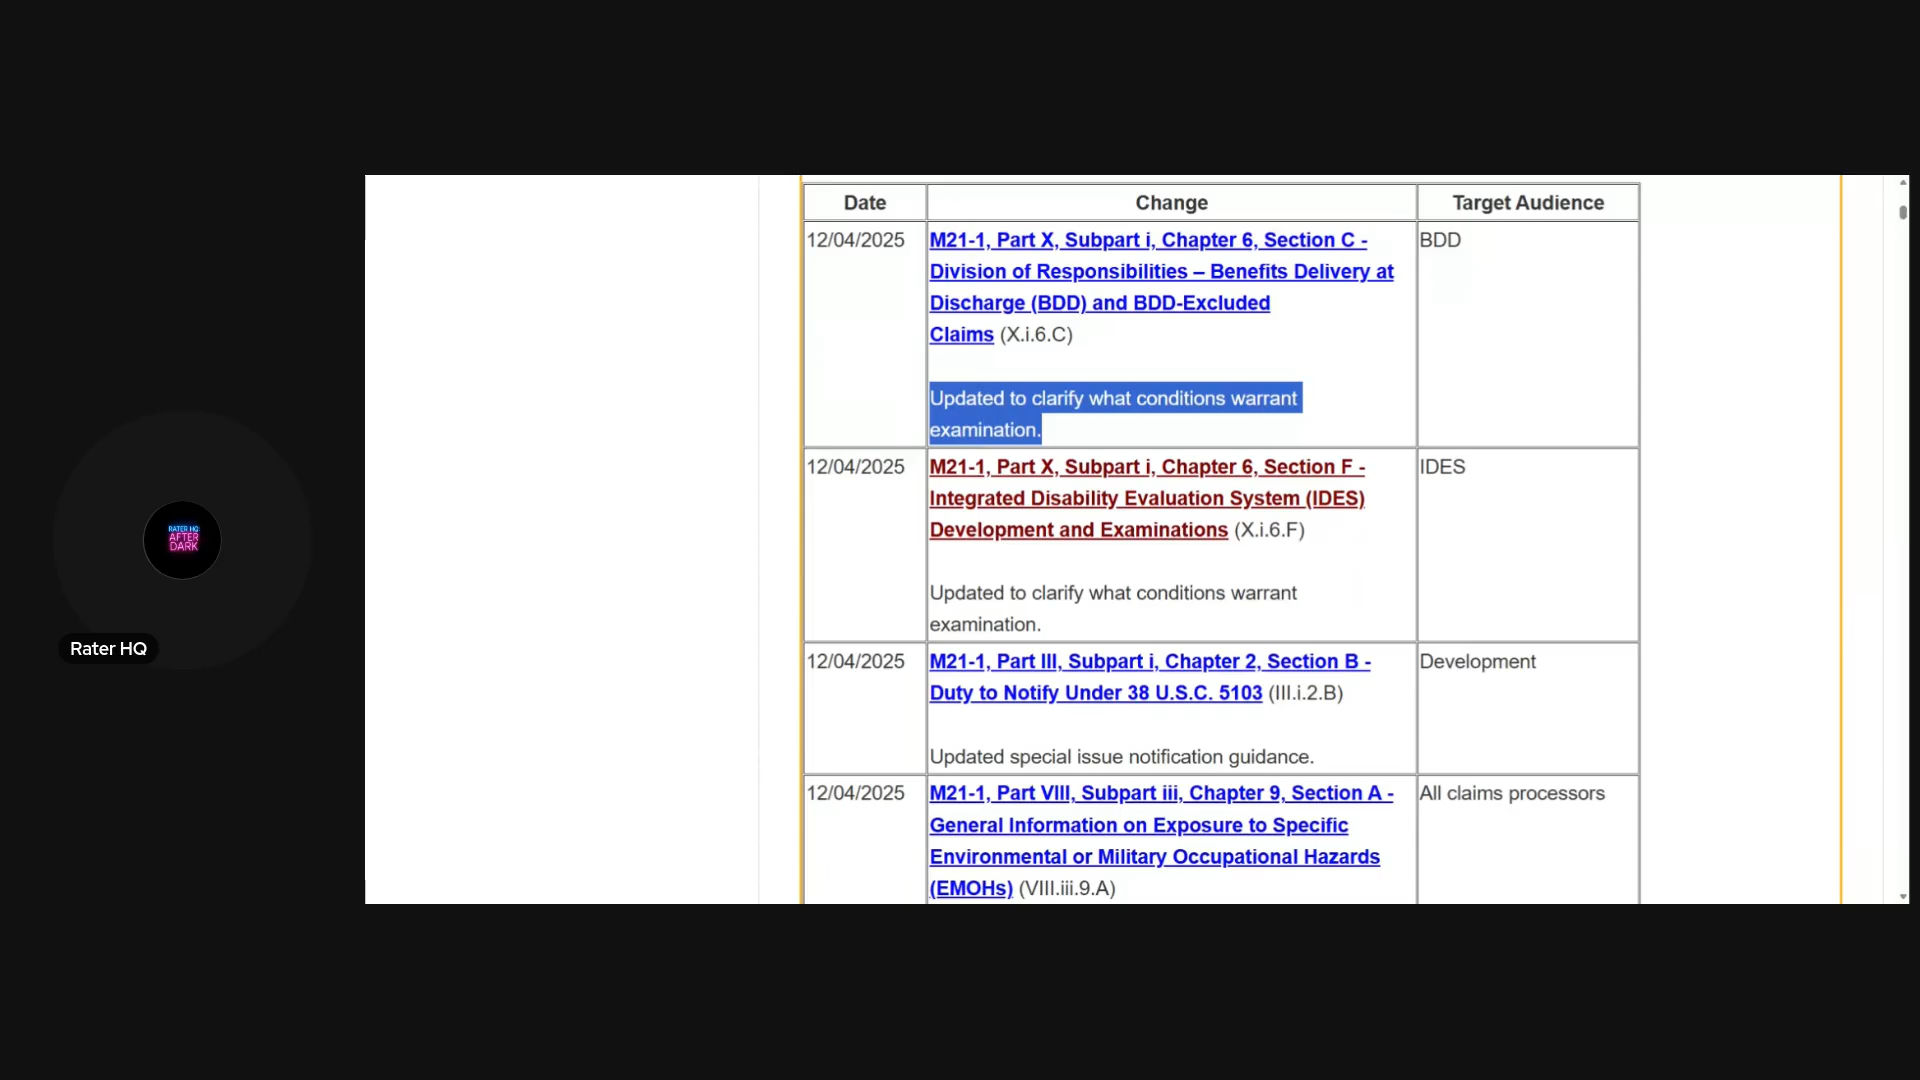 Date Change Target Audience
12/04/2025 M21-1, Part X, Subpart i, Chapter 6, Section C - BDD
Division of Responsibilities – Benefits Delivery at
Discharge (BDD) and BDD-Excluded
Claims (X.i.6.C)
Updated to clarify what conditions warrant
examination.
12/04/2025 M21-1, Part X, Subpart i, Chapter 6, Section F - IDES
Integrated Disability Evaluation System (IDES)
Development and Examinations (X.i.6.F)
Updated to clarify what conditions warrant
examination.
12/04/2025 M21-1, Part III, Subpart i, Chapter 2, Section B - Development
Duty to Notify Under 38 U.S.C. 5103 (III.i.2.B)
Updated special issue notification guidance.
12/04/2025 M21-1, Part VIII, Subpart iii, Chapter 9, Section A - All claims processors
General Information on Exposure to Specific
Environmental or Military Occupational Hazards
(EMOHs) (VIII.iii.9.A)
RATER HQ
AFTER
DARK
Rater HQ